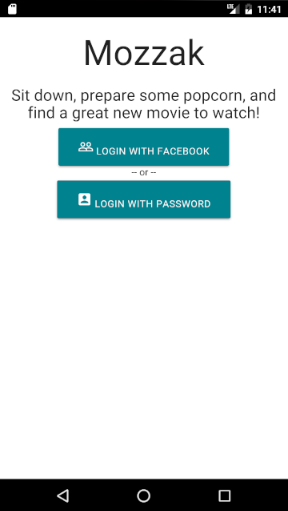 11:41
Mozzak
Sit down, prepare some popcorn, and
find a great new movie to watch!
LOGIN WITH FACEBOOK
-- or --
LOGIN WITH PASSWORD